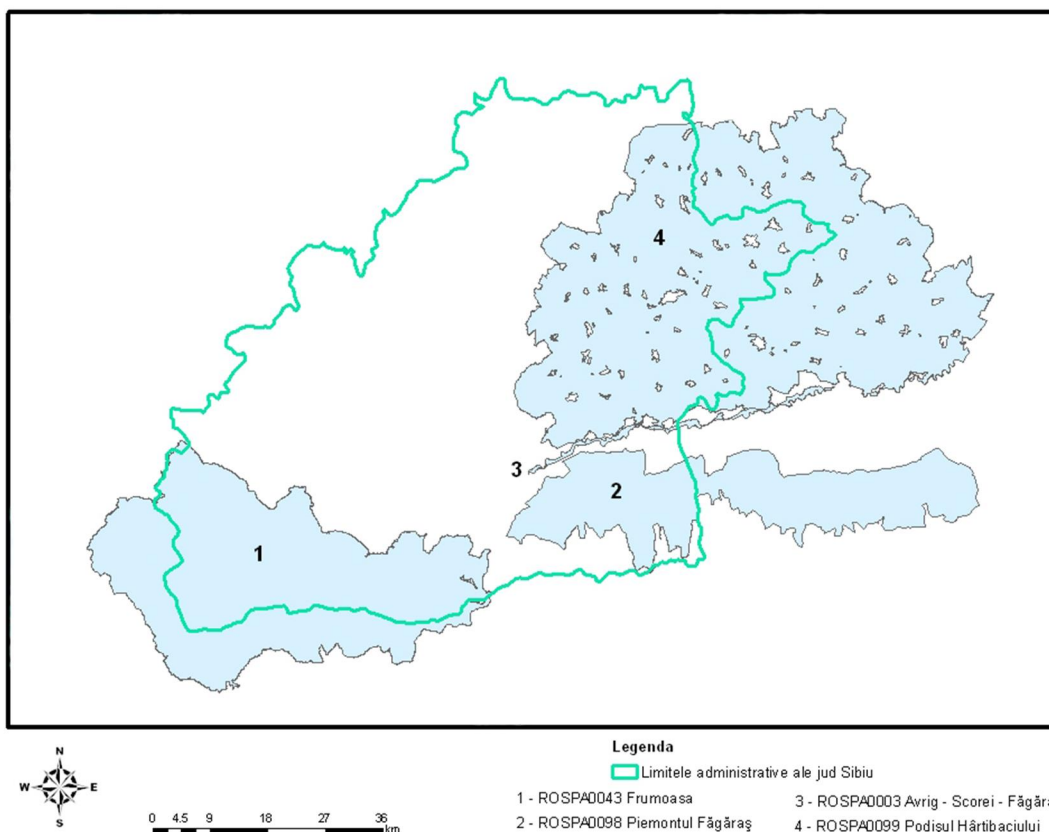 4
3
2
1
N
W E
S
0 4.5 9 18 27 36
km
Legenda
Limitele administrative ale jud Sibiu
1 - ROSPA0043 Frumoasa
2 - ROSPA0098 Piemontul Făgăraş
3 - ROSPA0003 Avrig - Scorei - Făgăra
4 - ROSPA0099 Podişul Hârtibaciului